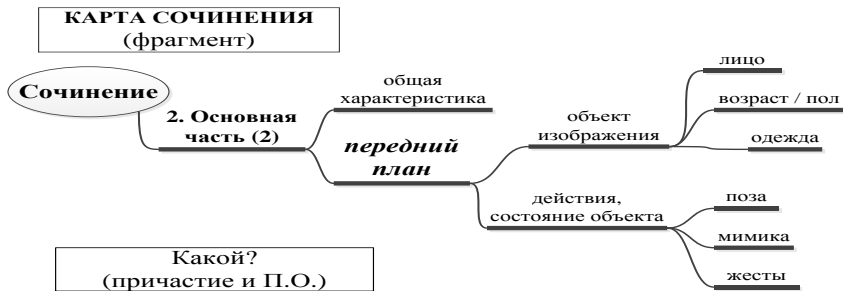 КАРТА СОЧИНЕНИЯ
(фрагмент)
Сочинение
2. Основная
часть (2)
общая
характеристика
передний
план
объект
изображения
лицо
возраст / пол
одежда
действия,
состояние объекта
поза
мимика
жесты
Какой?
(причастие и П.О.)